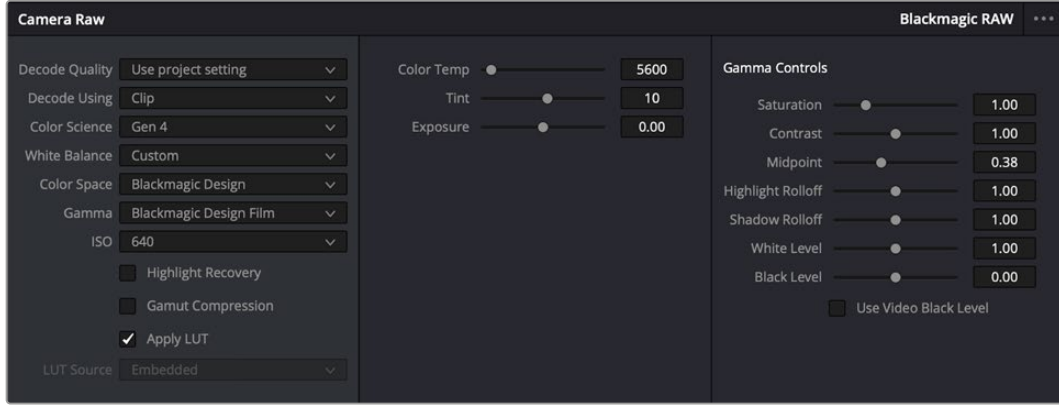 Camera Raw
Blackmagic RAW
Decode Quality Use project setting
Decode Using Clip
Color Science Gen 4
White Balance Custom
Color Space Blackmagic Design
Gamma Blackmagic Design Film
ISO 640
Highlight Recovery
Gamut Compression
Apply LUT
LUT Source Embedded
Color Temp 5600
Tint 10
Exposure 0.00
Gamma Controls
Saturation 1.00
Contrast 1.00
Midpoint 0.38
Highlight Rolloff 1.00
Shadow Rolloff 1.00
White Level 1.00
Black Level 0.00
Use Video Black Level